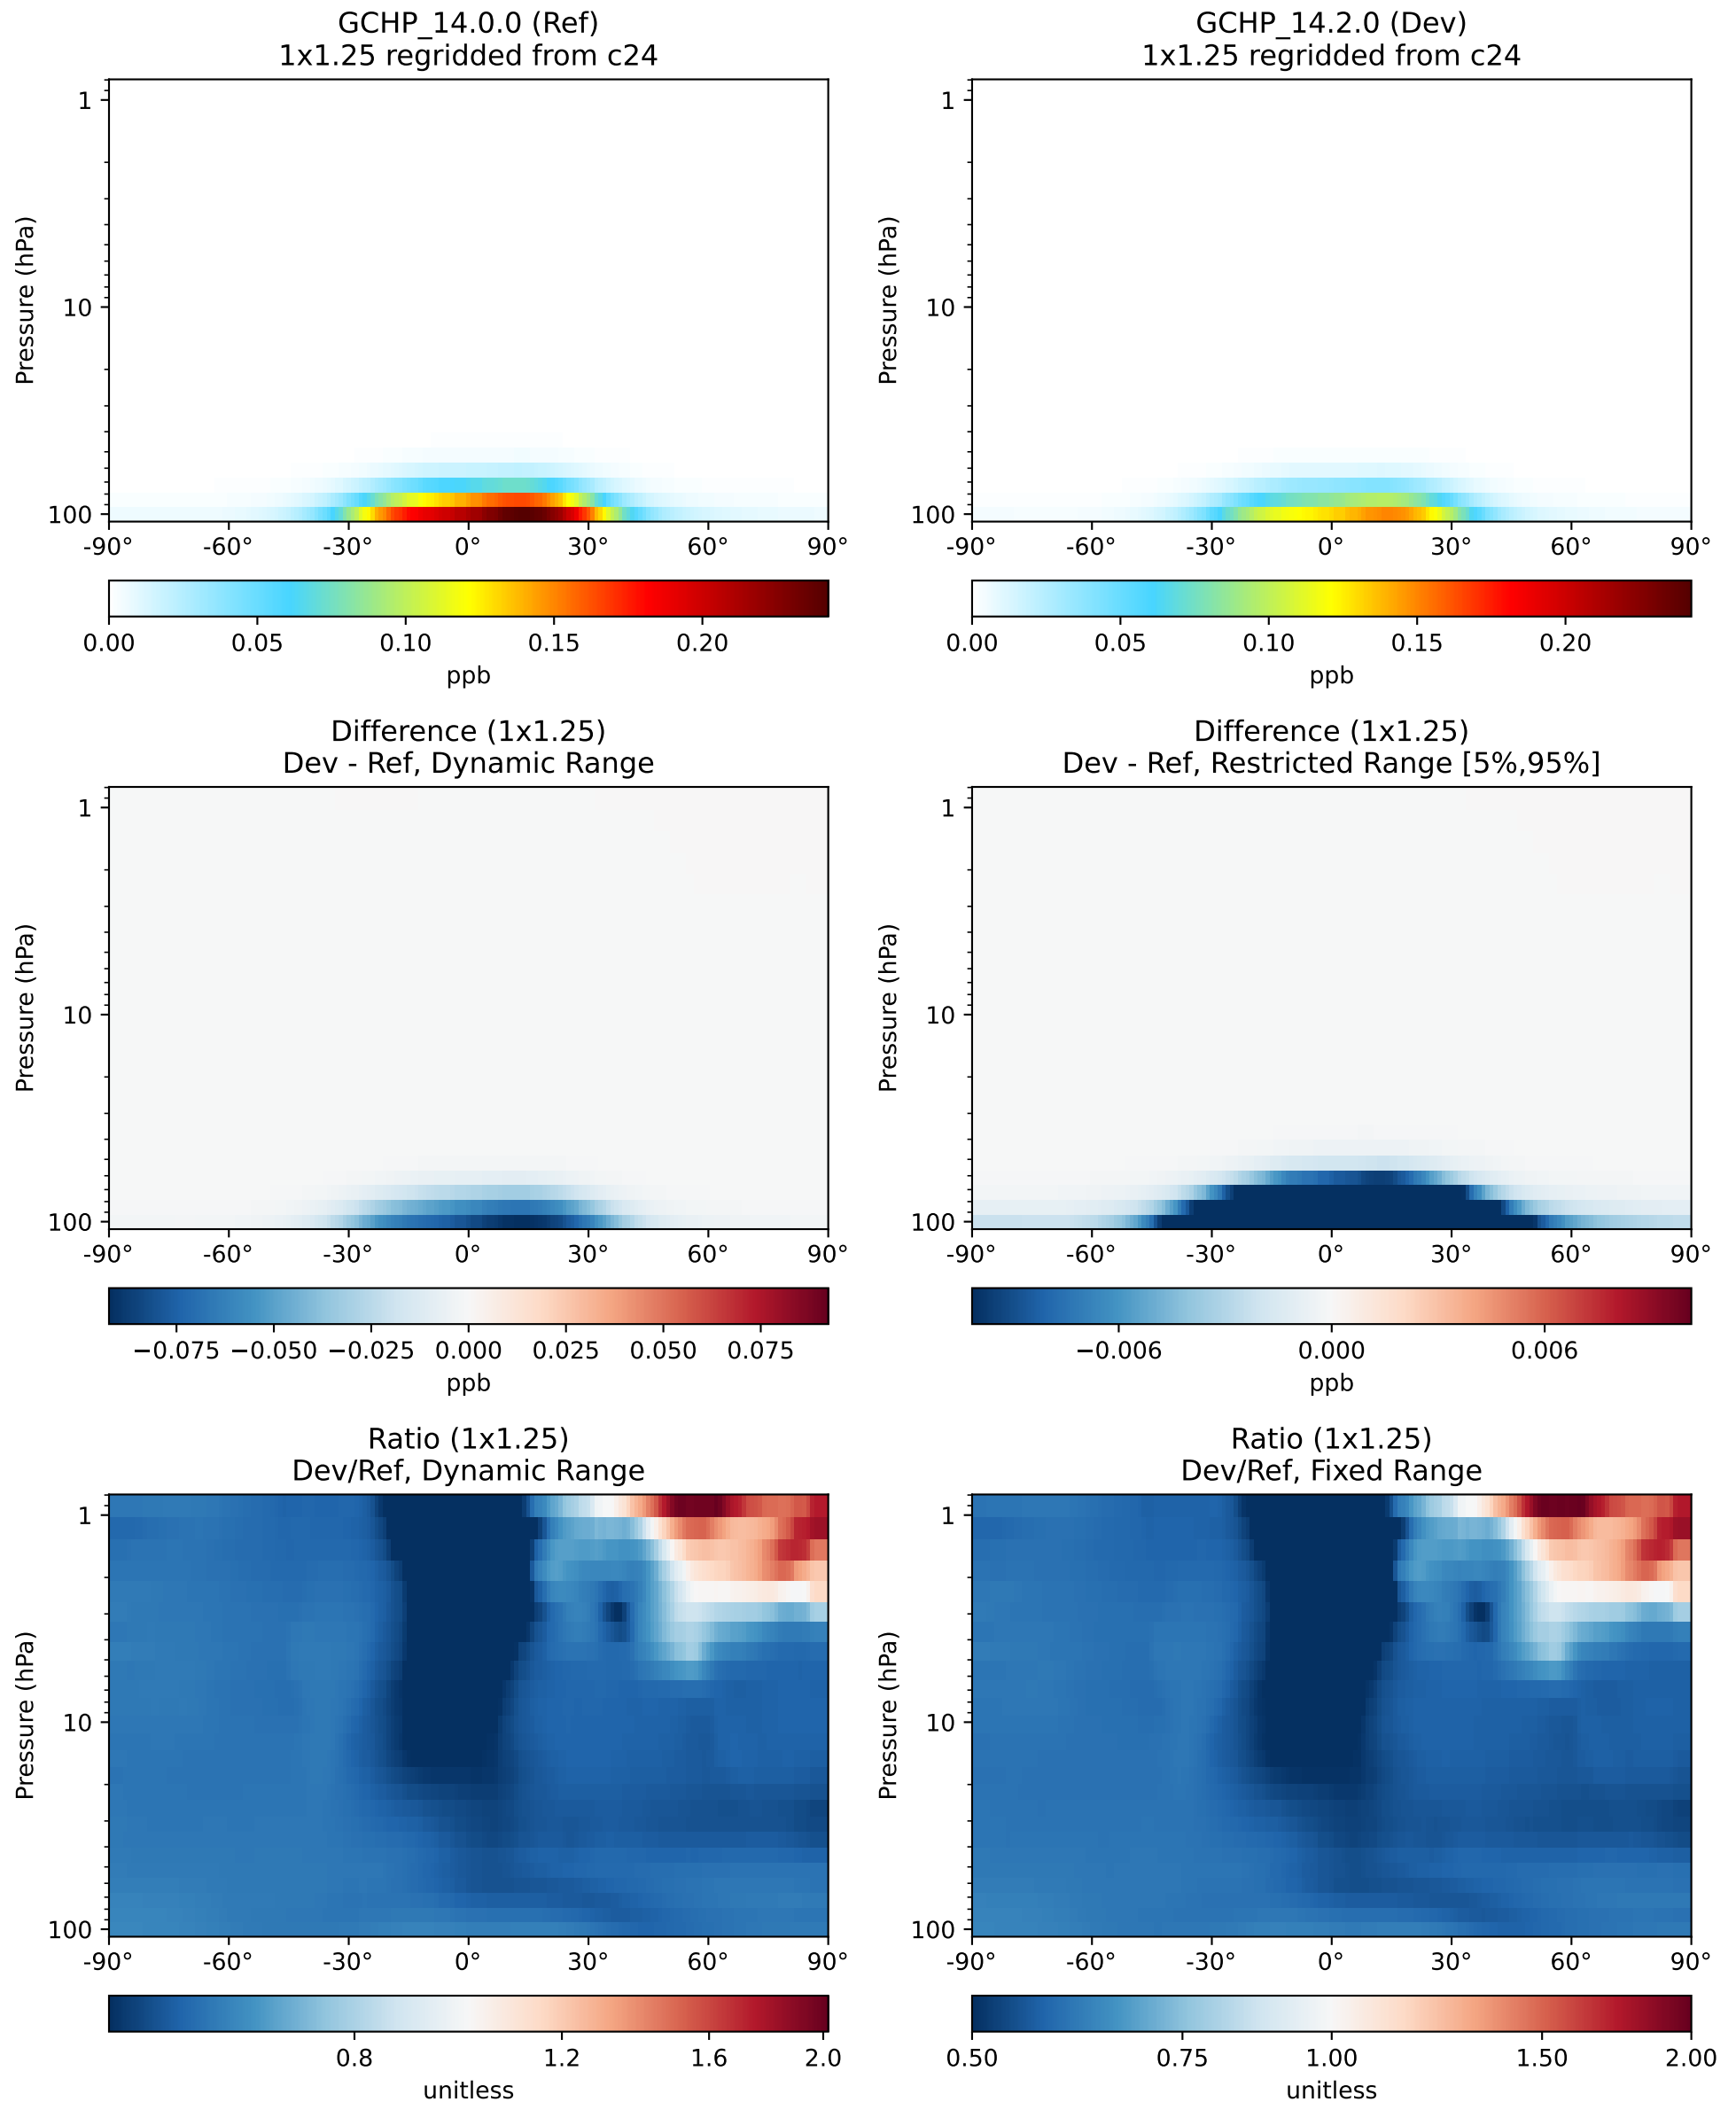 GCHP_14.0.0 (Ref)
1x1.25 regridded from c24
1
10
100
Pressure (hPa)
-90° -60° -30° 0° 30° 60° 90°
0.00 0.05 0.10 0.15 0.20
ppb
GCHP_14.2.0 (Dev)
1x1.25 regridded from c24
1
10
100
Pressure (hPa)
-90° -60° -30° 0° 30° 60° 90°
0.00 0.05 0.10 0.15 0.20
ppb
Difference (1x1.25)
Dev - Ref, Dynamic Range
1
10
100
Pressure (hPa)
-90° -60° -30° 0° 30° 60° 90°
−0.075 −0.050 −0.025 0.000 0.025 0.050 0.075
ppb
Difference (1x1.25)
Dev - Ref, Restricted Range [5%,95%]
1
10
100
Pressure (hPa)
-90° -60° -30° 0° 30° 60° 90°
−0.006 0.000 0.006
ppb
Ratio (1x1.25)
Dev/Ref, Dynamic Range
1
10
100
Pressure (hPa)
-90° -60° -30° 0° 30° 60° 90°
0.8 1.2 1.6 2.0
unitless
Ratio (1x1.25)
Dev/Ref, Fixed Range
1
10
100
Pressure (hPa)
-90° -60° -30° 0° 30° 60° 90°
0.50 0.75 1.00 1.50 2.00
unitless